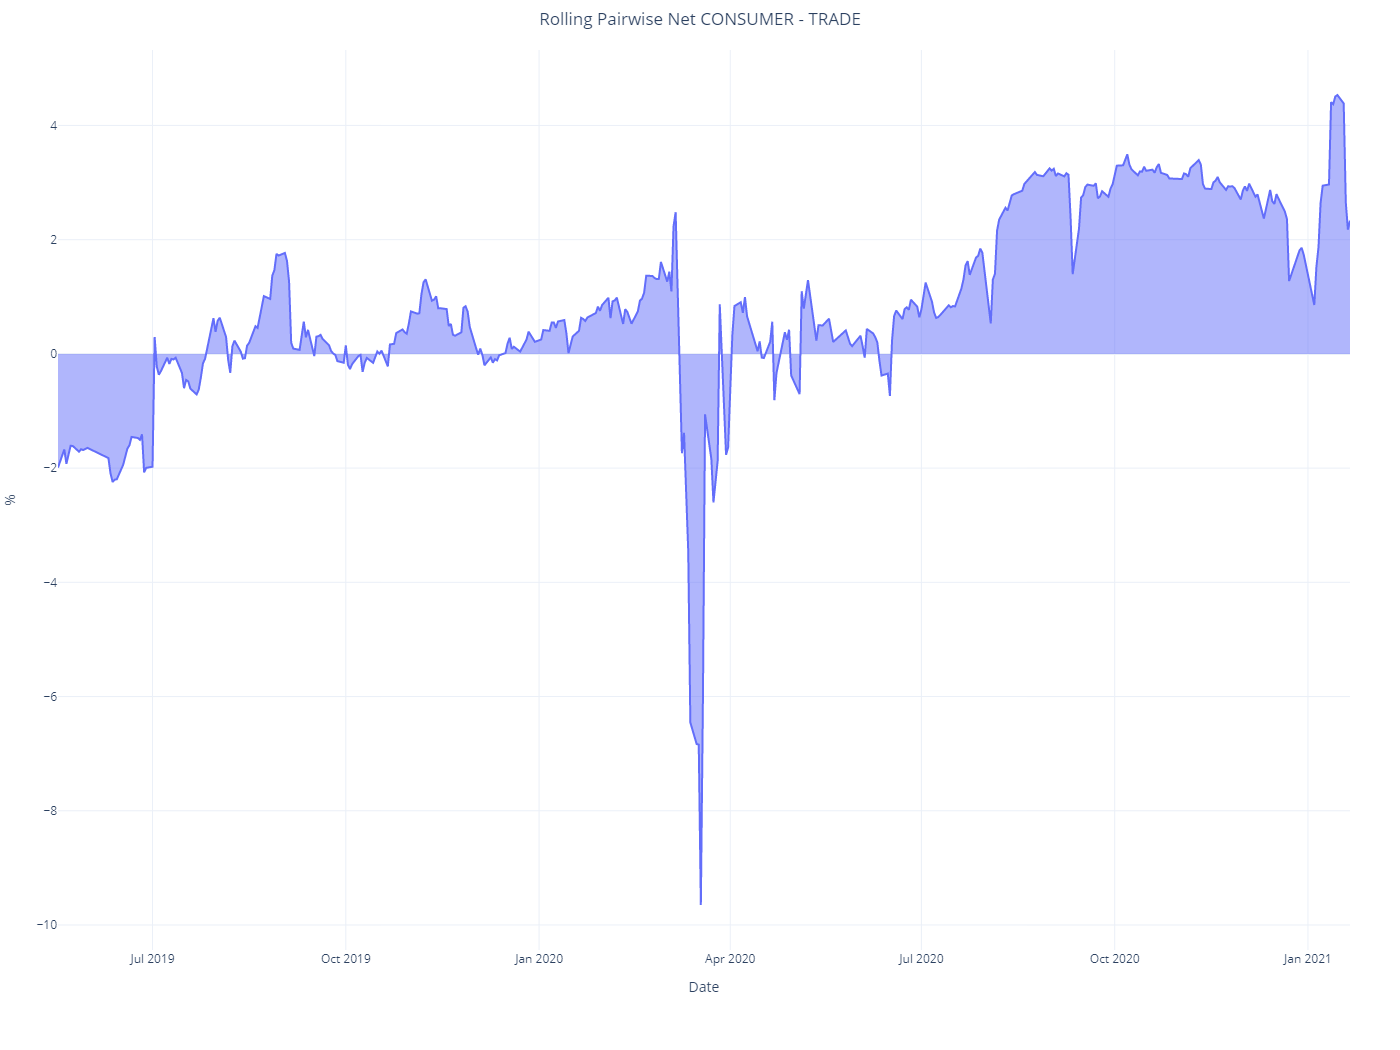 Rolling Pairwise Net CONSUMER - TRADE
4
2
0
−2
−4
−6
−8
−10
%
Jul 2019
Oct 2019
Jan 2020
Apr 2020
Jul 2020
Oct 2020
Jan 2021
Date